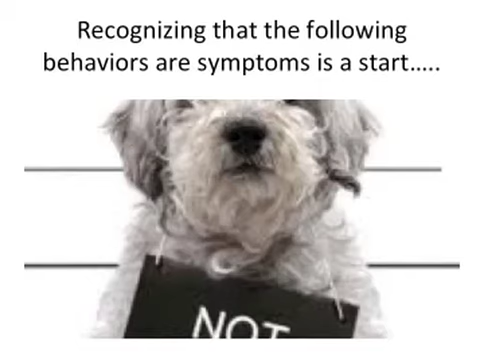 Recognizing that the following
behaviors are symptoms is a start…..
NOT